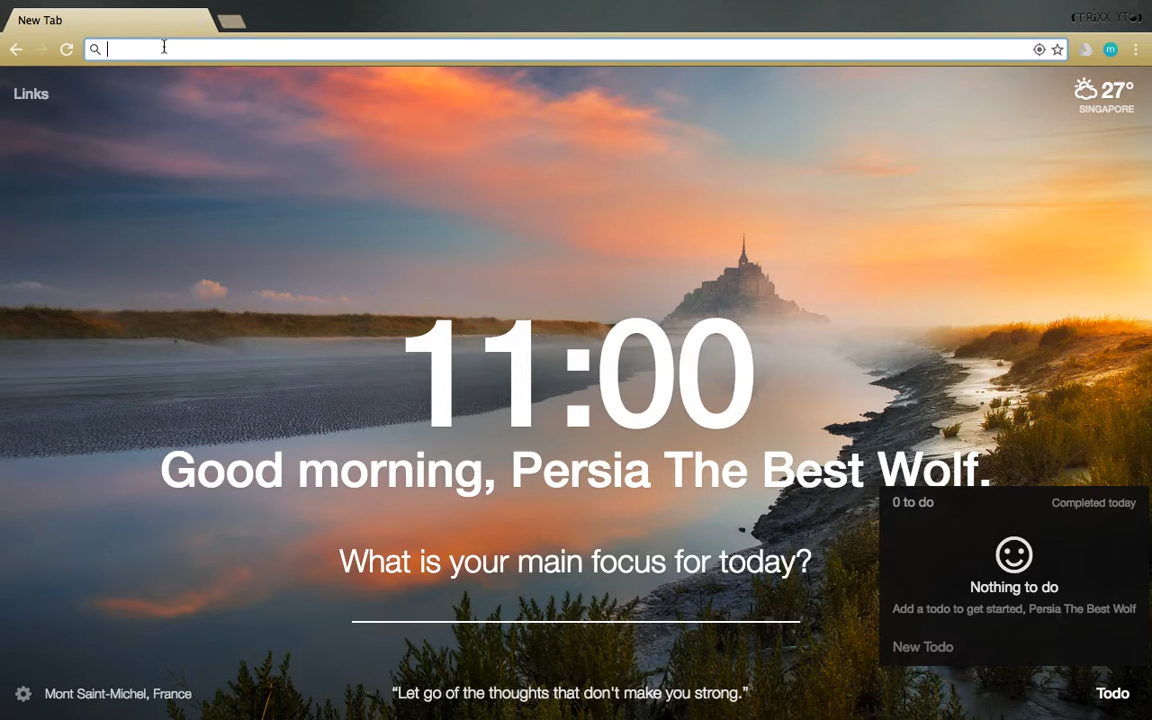 New Tab
Links
27°
SINGAPORE
11:00
Good morning, Persia The Best Wolf.
What is your main focus for today?
0 to do
Completed today
Nothing to do
Add a todo to get started, Persia The Best Wolf
New Todo
Mont Saint-Michel, France
“Let go of the thoughts that don't make you strong.”
Todo
m